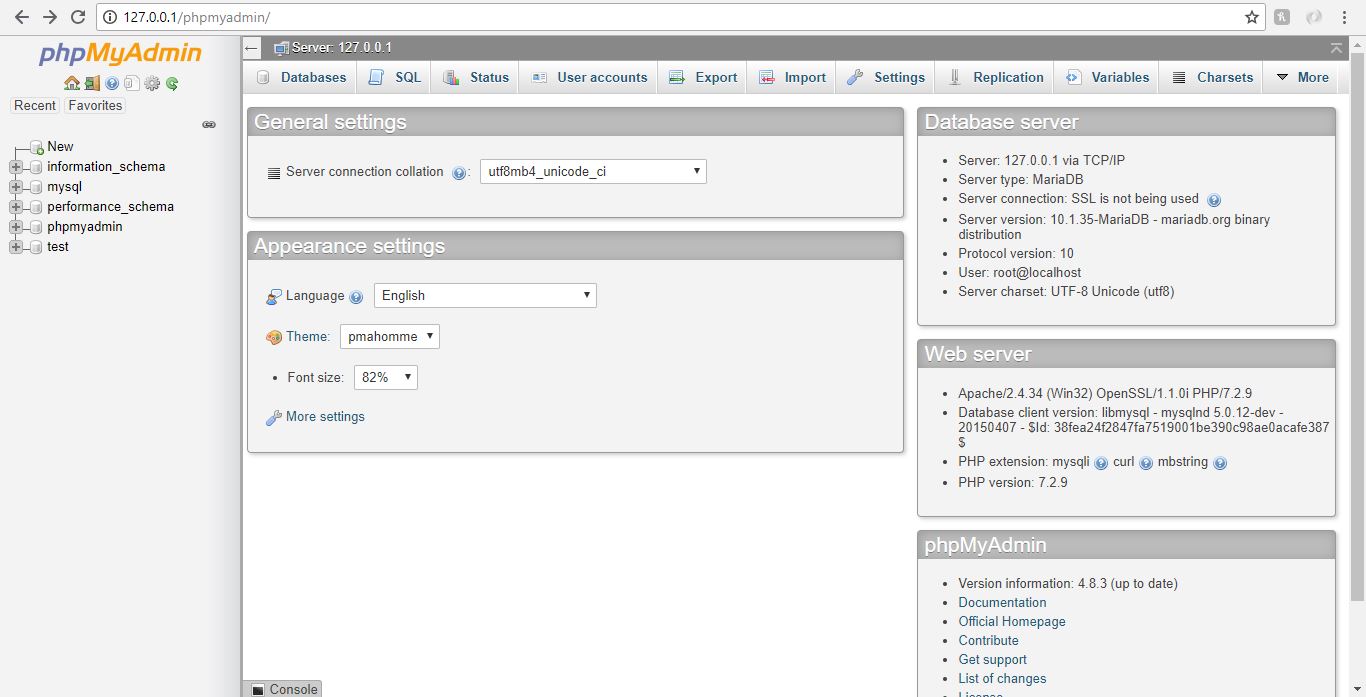 127.0.0.1/phpmyadmin/
phpMyAdmin
Recent Favorites
New
information_schema
mysql
performance_schema
phpmyadmin
test
Server: 127.0.0.1
Databases SQL Status User accounts Export Import Settings Replication Variables Charsets More
General settings
Server connection collation : utf8mb4_unicode_ci
Appearance settings
Language English
Theme: pmahomme
• Font size: 82%
More settings
Database server
• Server: 127.0.0.1 via TCP/IP
• Server type: MariaDB
• Server connection: SSL is not being used
• Server version: 10.1.35-MariaDB - mariadb.org binary
distribution
• Protocol version: 10
• User: root@localhost
• Server charset: UTF-8 Unicode (utf8)
Web server
• Apache/2.4.34 (Win32) OpenSSL/1.1.0i PHP/7.2.9
• Database client version: libmysql - mysqlnd 5.0.12-dev -
20150407 - $Id: 38fea24f2847fa7519001be390c98ae0acafe387
$
• PHP extension: mysqli curl mbstring
• PHP version: 7.2.9
phpMyAdmin
• Version information: 4.8.3 (up to date)
• Documentation
• Official Homepage
• Contribute
• Get support
• List of changes
• License
Console